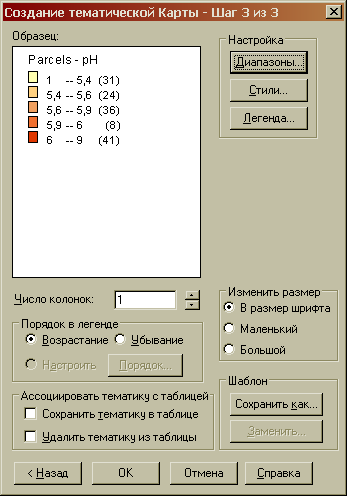 Создание тематической Карты - Шаг 3 из 3
Образец:
Parcels - pH
1 -- 5,4 (31)
5,4 -- 5,6 (24)
5,6 -- 5,9 (36)
5,9 -- 6 (8)
6 -- 9 (41)
Настройка
Диапазоны...
Стили...
Легенда...
Число колонок:
1
Порядок в легенде
Возрастание Убывание
Настроить Порядок...
Изменить размер
В размер шрифта
Маленький
Большой
Ассоциировать тематику с таблицей
Сохранить тематику в таблице
Удалить тематику из таблицы
Шаблон
Сохранить как...
Заменить...
< Назад OK Отмена Справка